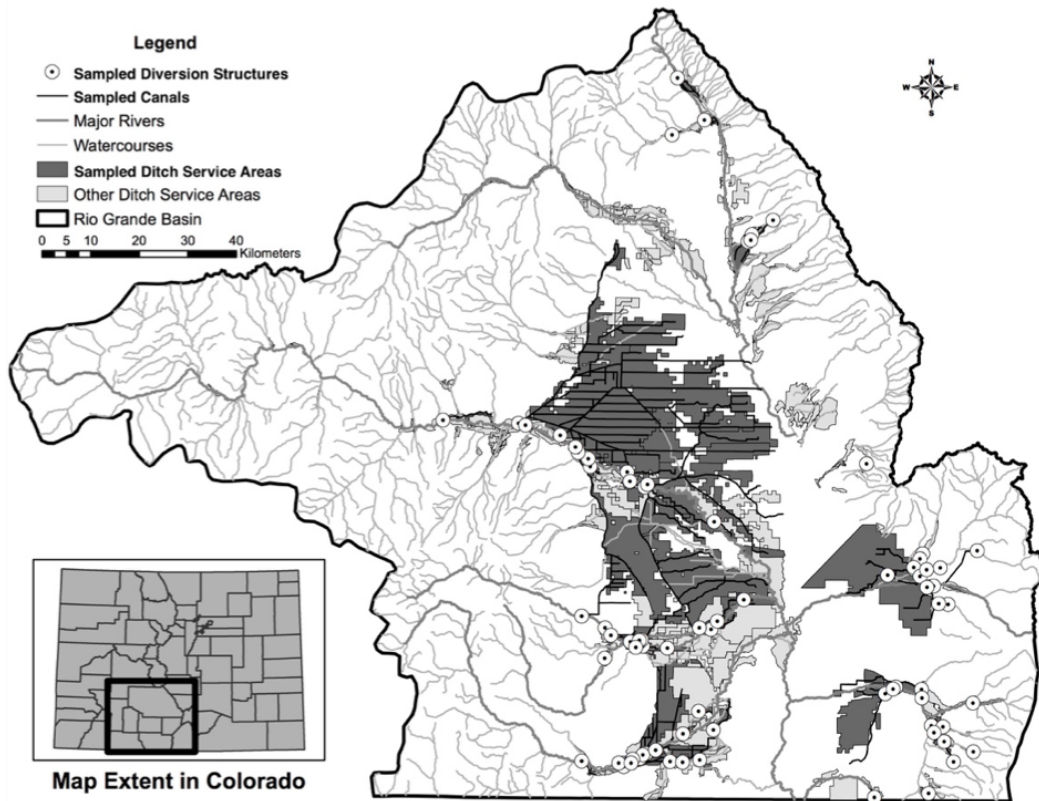 Legend
Sampled Diversion Structures
Sampled Canals
Major Rivers
Watercourses
Sampled Ditch Service Areas
Other Ditch Service Areas
Rio Grande Basin
0 5 10 20 30 40
Kilometers
N
W E
S
Map Extent in Colorado